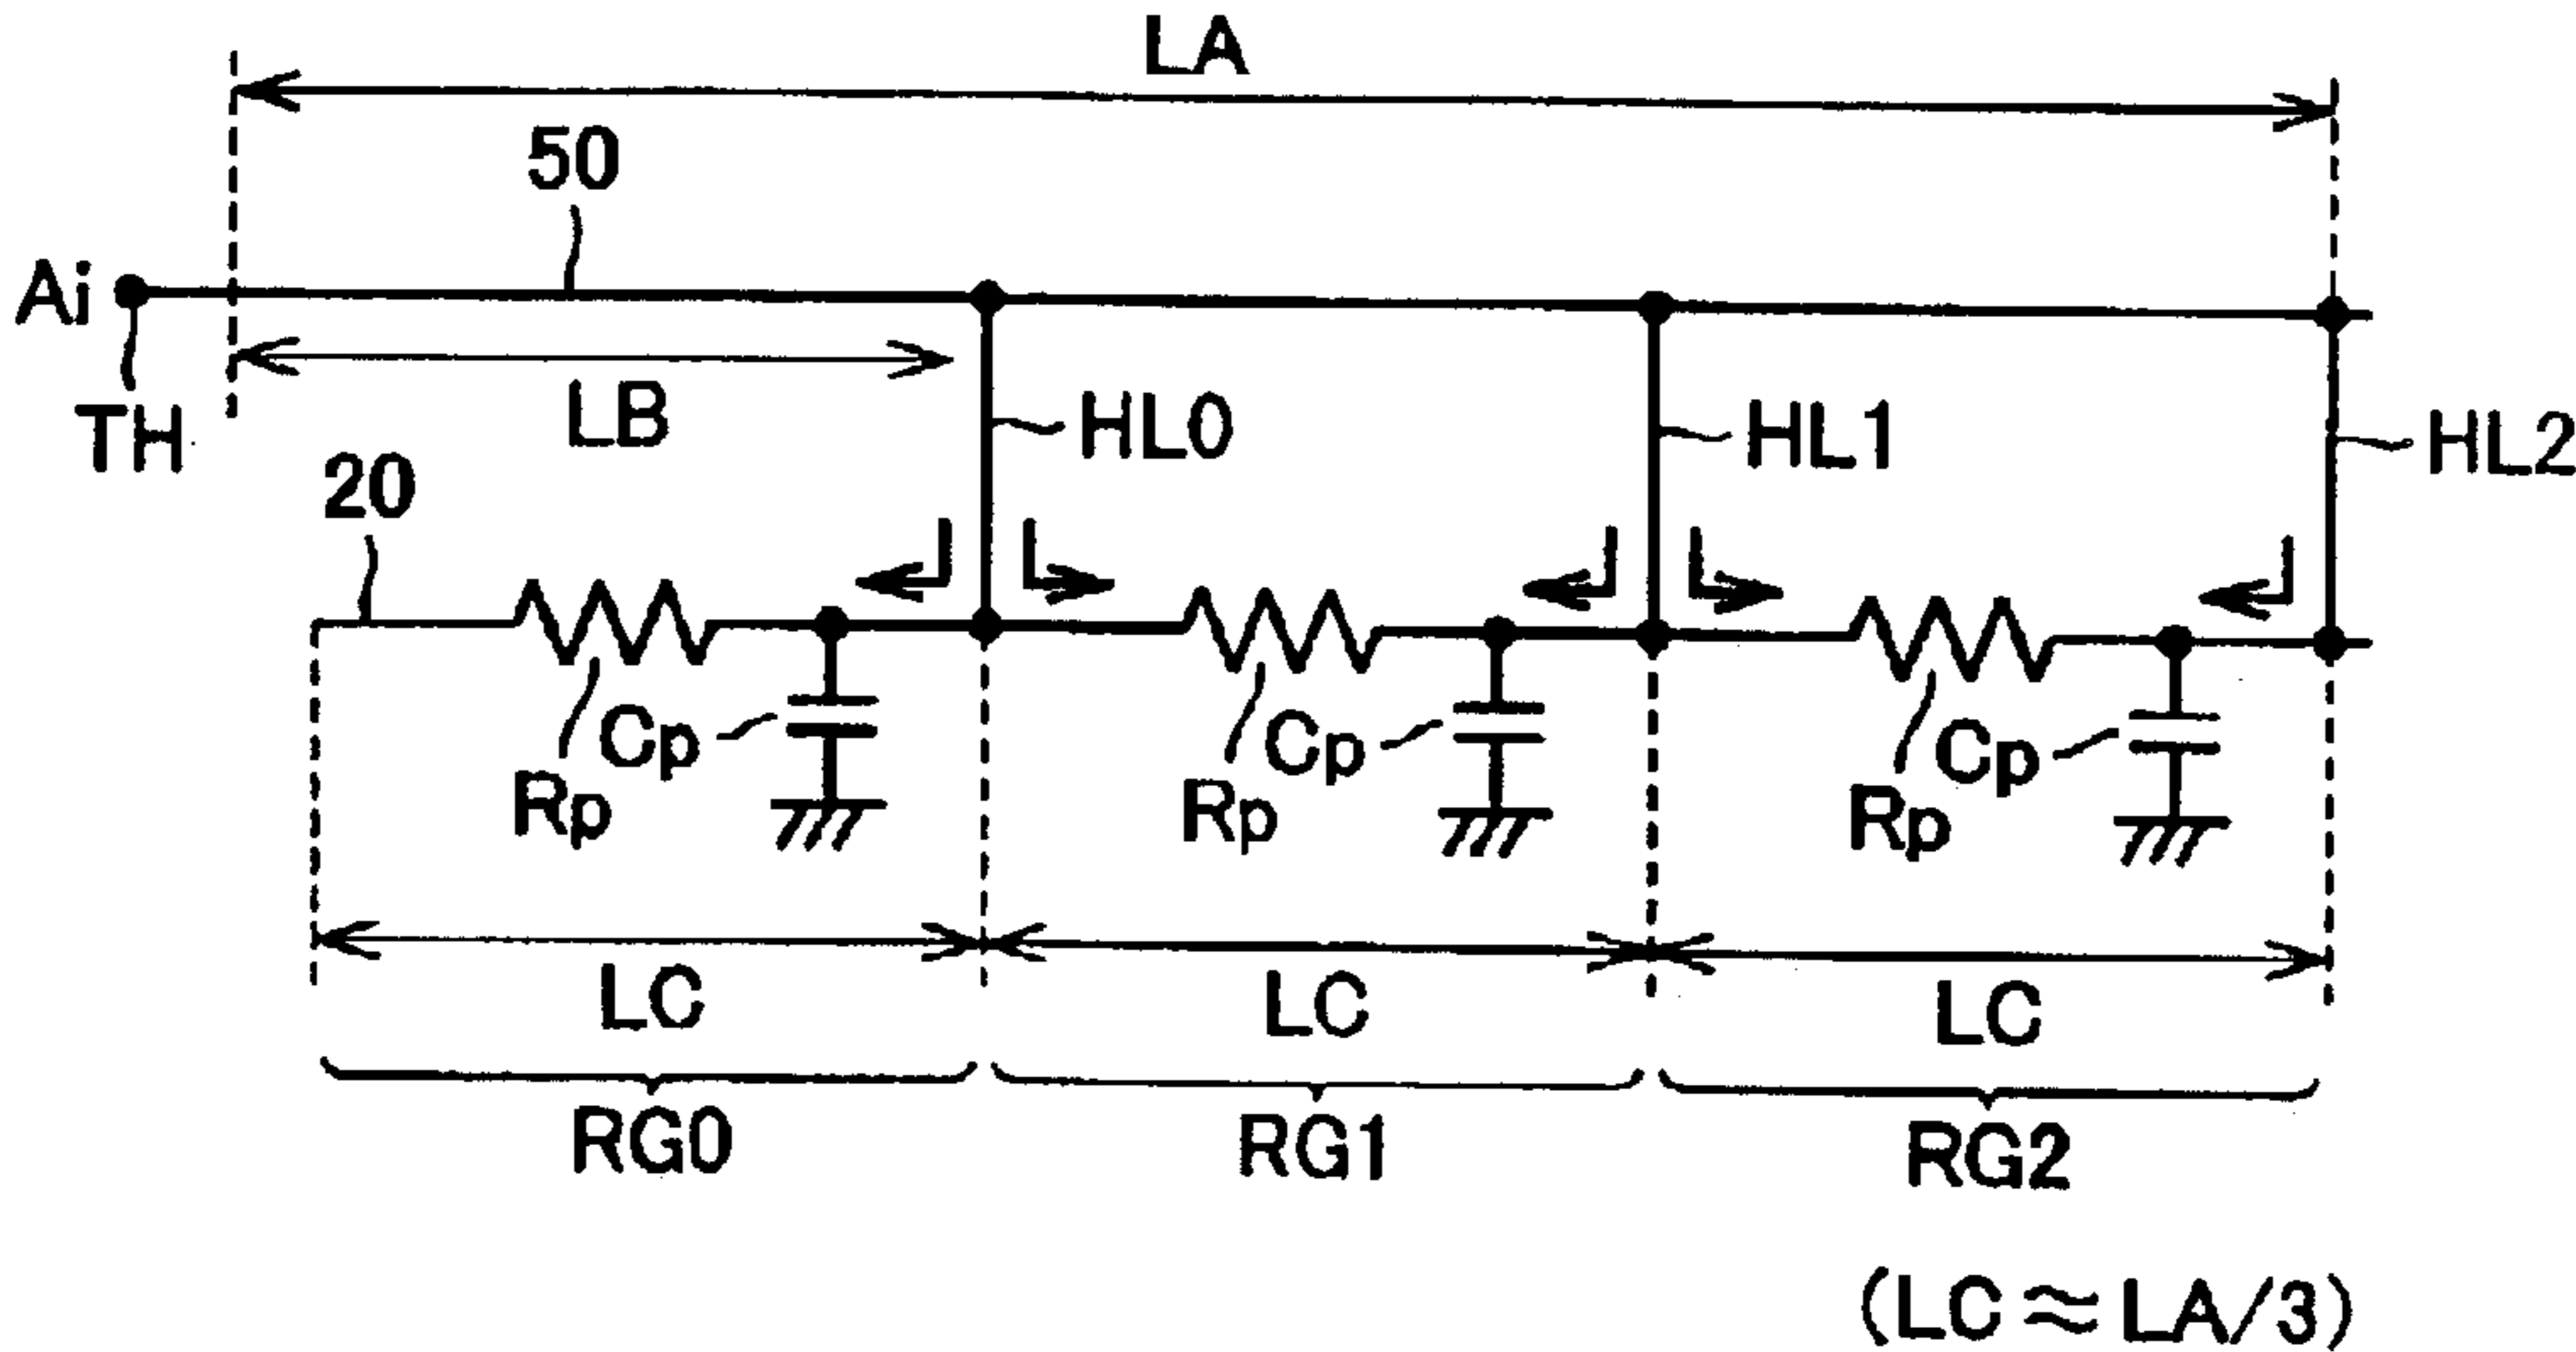 LA
50
Ai
TH
LB
HL0
HL1
HL2
20
Cp
Rp
Cp
Rp
Cp
Rp
LC
LC
LC
RG0
RG1
RG2
(LC ≈ LA/3)